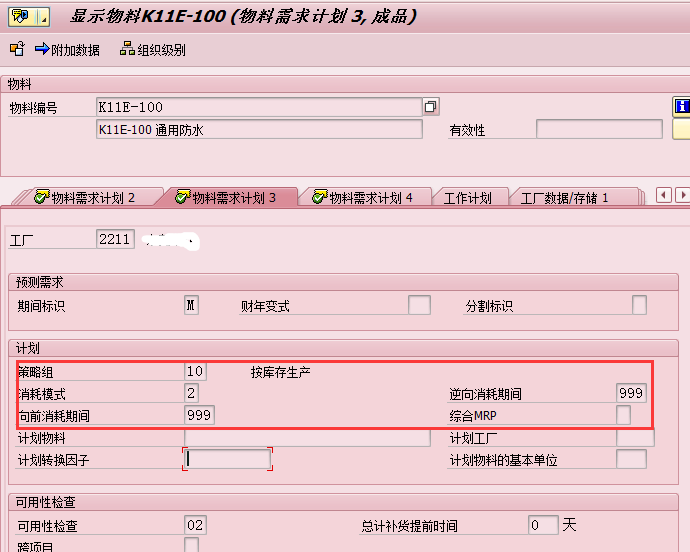 显示物料K11E-100 (物料需求计划 3, 成品)
附加数据 组织级别
物料
物料编号 K11E-100
K11E-100 通用防水 有效性
物料需求计划 2 物料需求计划 3 物料需求计划 4 工作计划 工厂数据/存储 1
工厂 2211
预测需求
期间标识 M 财年变式 分割标识
计划
策略组 10 按库存生产
消耗模式 2 逆向消耗期间 999
向前消耗期间 999 综合MRP
计划物料 计划工厂
计划转换因子 计划物料的基本单位
可用性检查
可用性检查 02 总计补货提前时间 0 天
跨项目